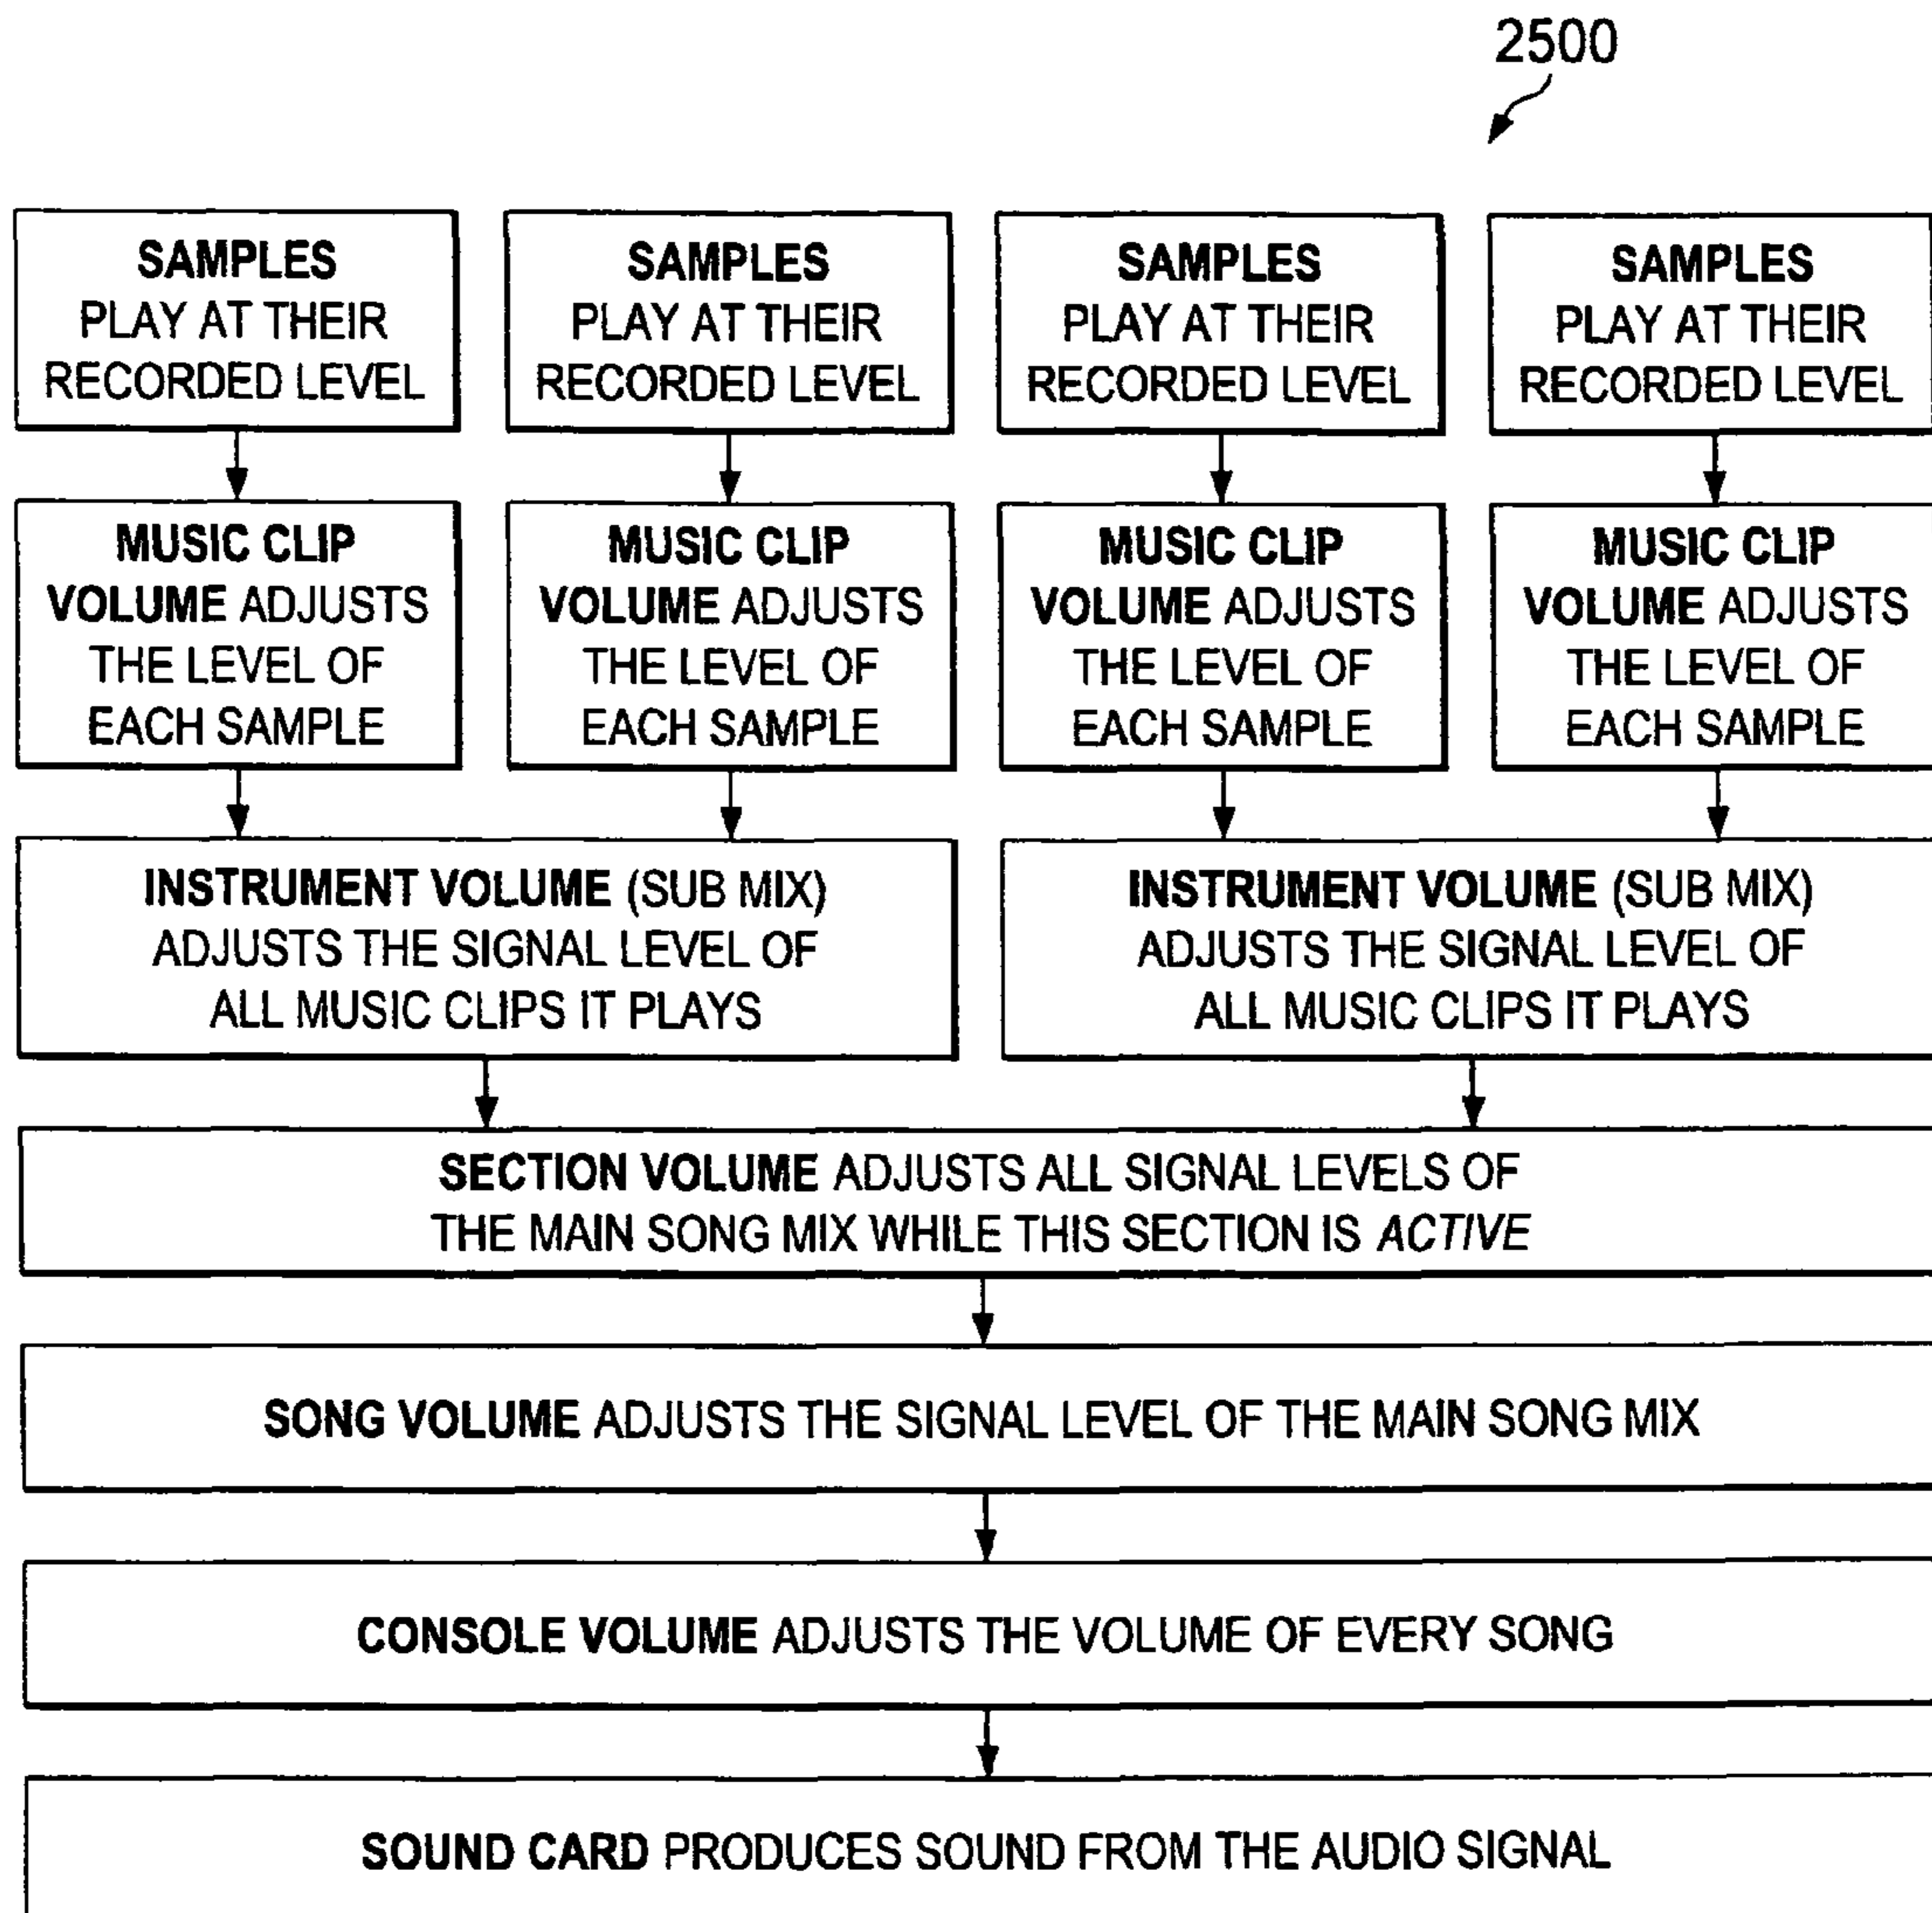 2500
SAMPLES
PLAY AT THEIR
RECORDED LEVEL
SAMPLES
PLAY AT THEIR
RECORDED LEVEL
SAMPLES
PLAY AT THEIR
RECORDED LEVEL
SAMPLES
PLAY AT THEIR
RECORDED LEVEL
MUSIC CLIP
VOLUME ADJUSTS
THE LEVEL OF
EACH SAMPLE
MUSIC CLIP
VOLUME ADJUSTS
THE LEVEL OF
EACH SAMPLE
MUSIC CLIP
VOLUME ADJUSTS
THE LEVEL OF
EACH SAMPLE
MUSIC CLIP
VOLUME ADJUSTS
THE LEVEL OF
EACH SAMPLE
INSTRUMENT VOLUME (SUB MIX)
ADJUSTS THE SIGNAL LEVEL OF
ALL MUSIC CLIPS IT PLAYS
INSTRUMENT VOLUME (SUB MIX)
ADJUSTS THE SIGNAL LEVEL OF
ALL MUSIC CLIPS IT PLAYS
SECTION VOLUME ADJUSTS ALL SIGNAL LEVELS OF
THE MAIN SONG MIX WHILE THIS SECTION IS ACTIVE
SONG VOLUME ADJUSTS THE SIGNAL LEVEL OF THE MAIN SONG MIX
CONSOLE VOLUME ADJUSTS THE VOLUME OF EVERY SONG
SOUND CARD PRODUCES SOUND FROM THE AUDIO SIGNAL